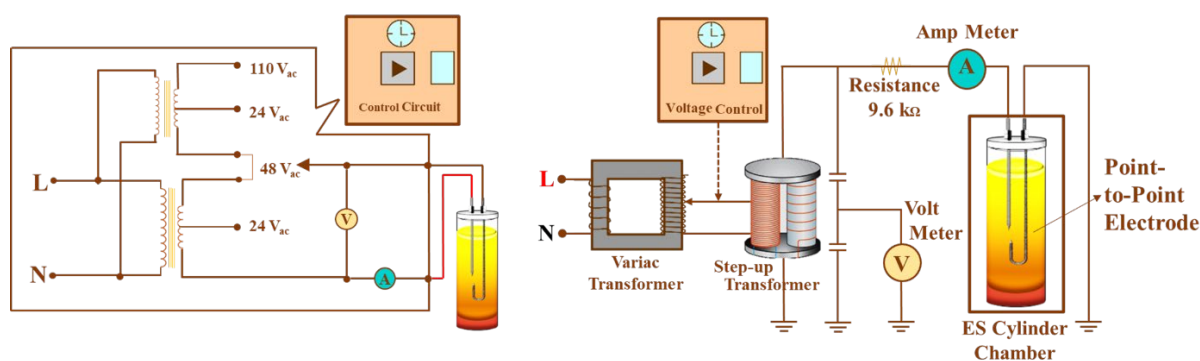 110 Vac
24 Vac
48 Vac
24 Vac
L
N
V
A
Control Circuit
Voltage Control
L
N
Variac
Transformer
Step-up
Transformer
Resistance
9.6 kΩ
Amp Meter
A
Volt
Meter
V
Point-
to-Point
Electrode
ES Cylinder
Chamber